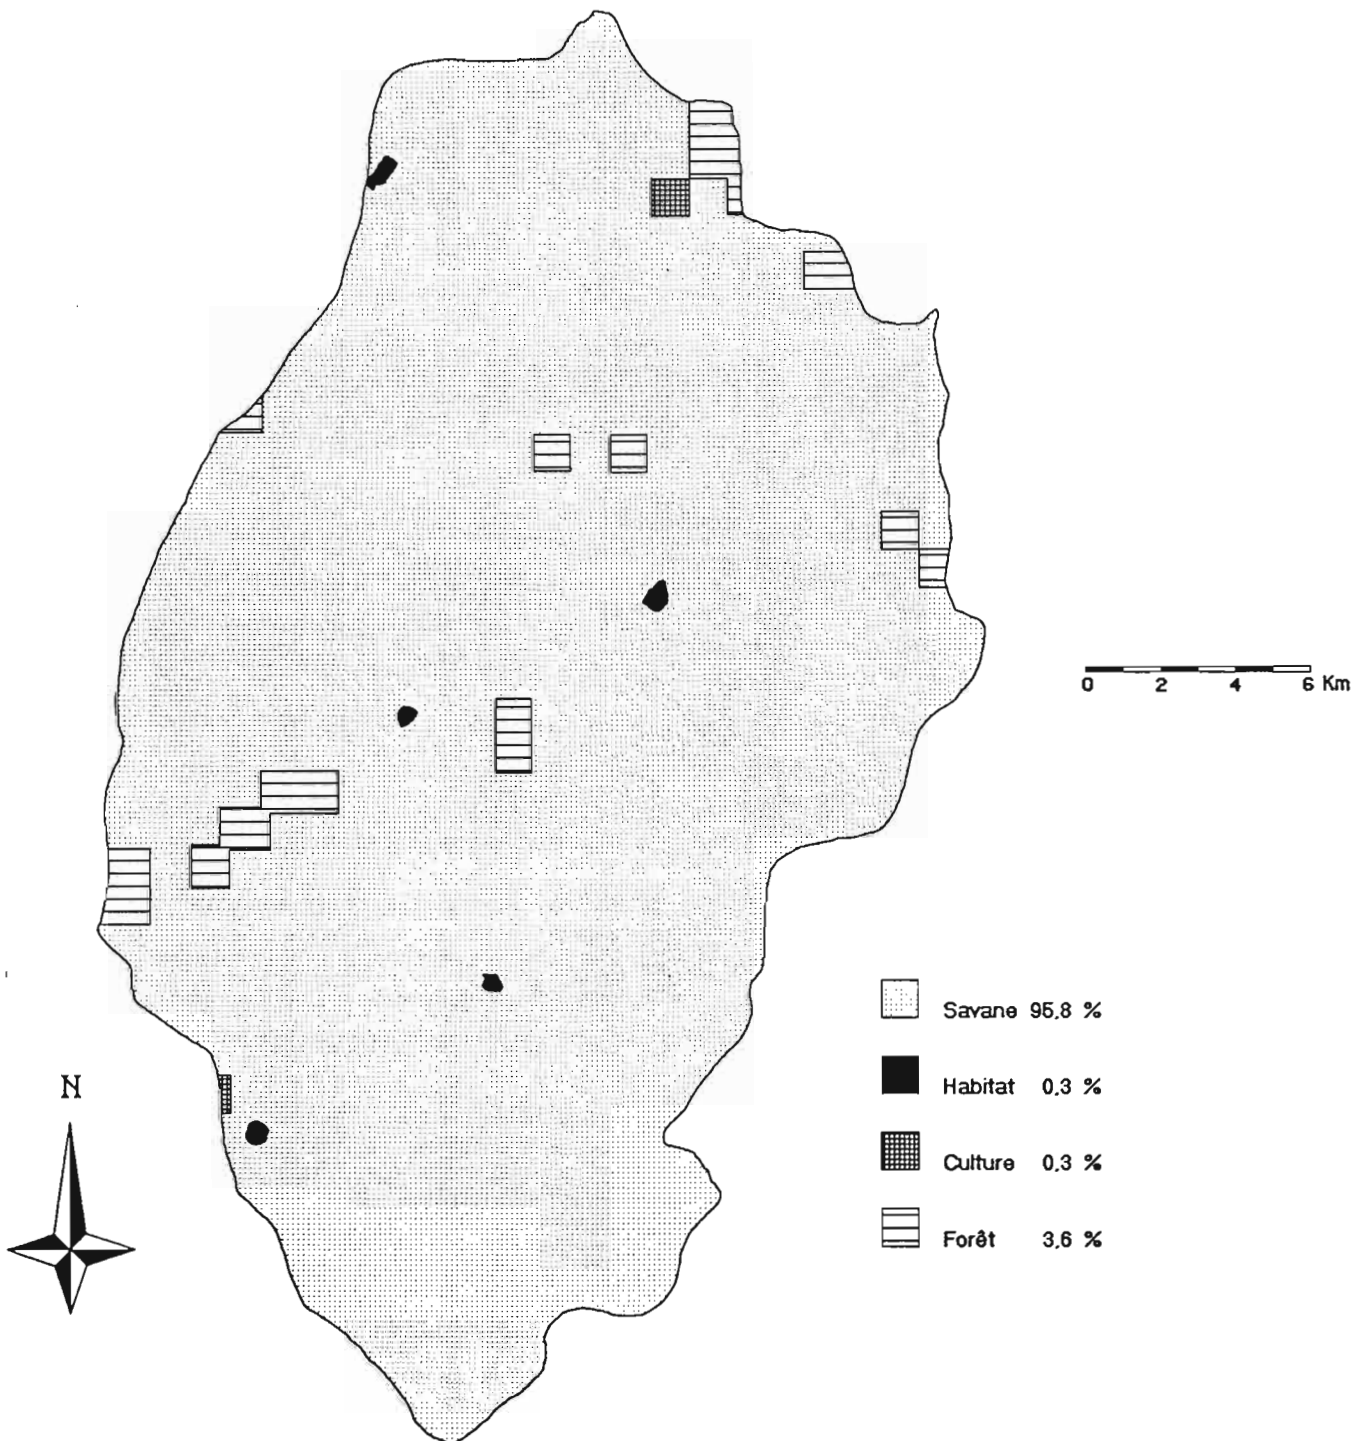 0 2 4 6 Km
Savane 95,8 %
Habitat 0,3 %
N
Culture 0,3 %
Forêt 3,6 %